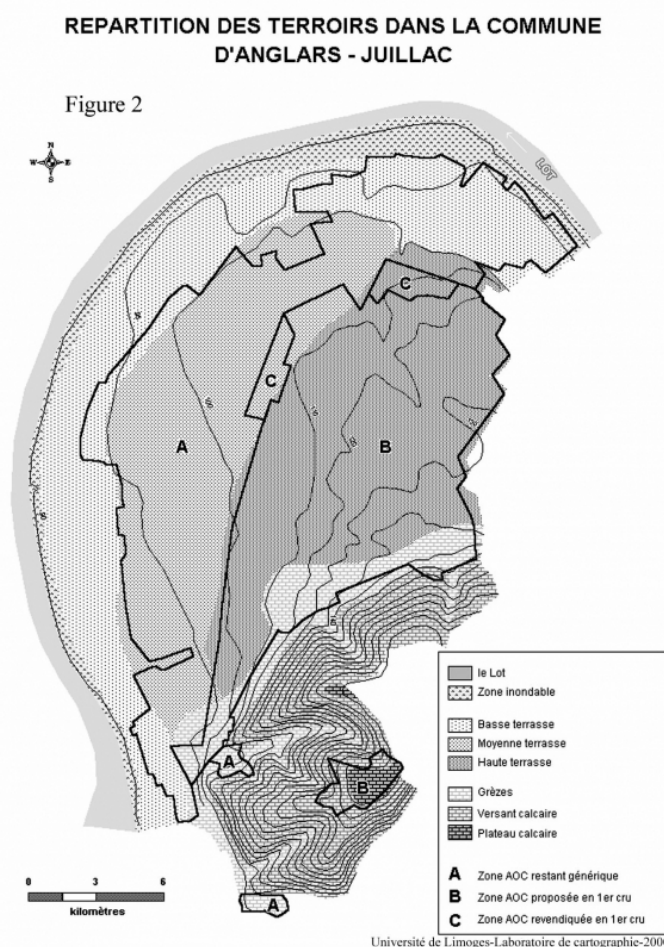 REPARTITION DES TERROIRS DANS LA COMMUNE
D'ANGLARS - JUILLAC
Figure 2
N
W E
S
LOT
C
C
A
B
A
B
A
le Lot
Zone inondable
Basse terrasse
Moyenne terrasse
Haute terrasse
Grèzes
Versant calcaire
Plateau calcaire
A Zone AOC restant générique
B Zone AOC proposée en 1er cru
C Zone AOC revendiquée en 1er cru
0 3 6
kilomètres
Université de Limoges-Laboratoire de cartographie-200